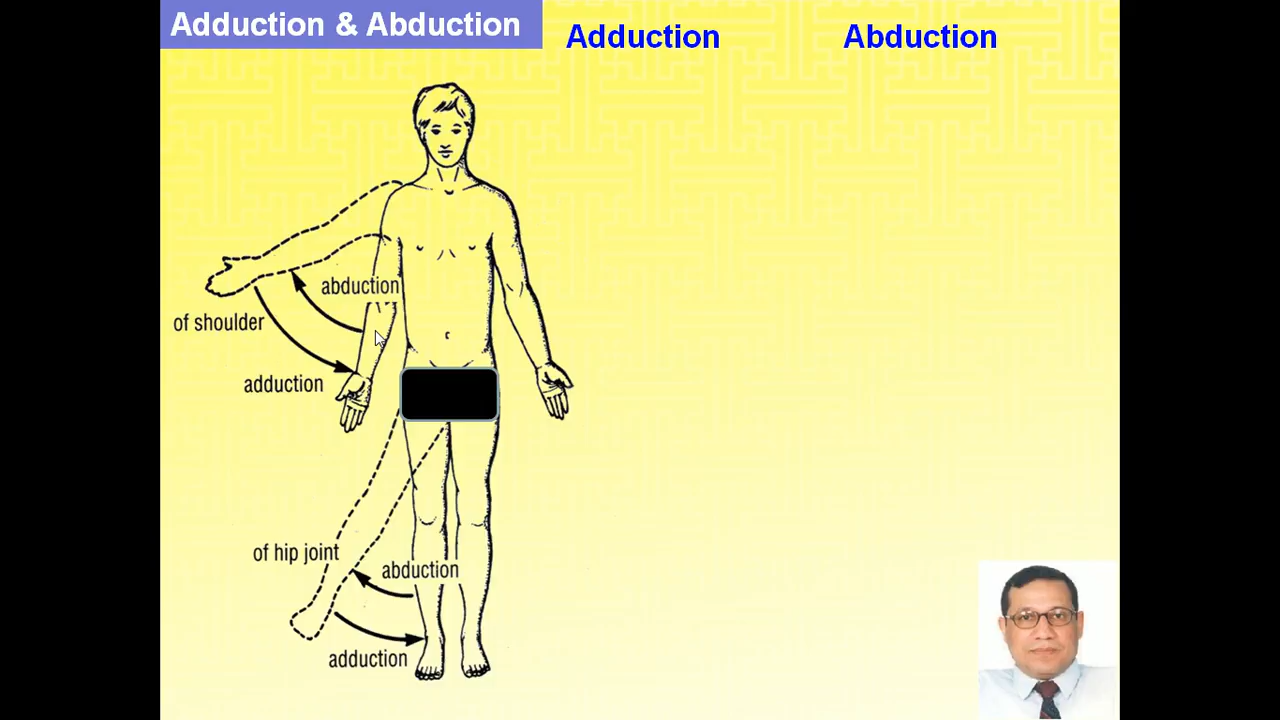 Adduction & Abduction
Adduction
Abduction
abduction
of shoulder
adduction
of hip joint
abduction
adduction